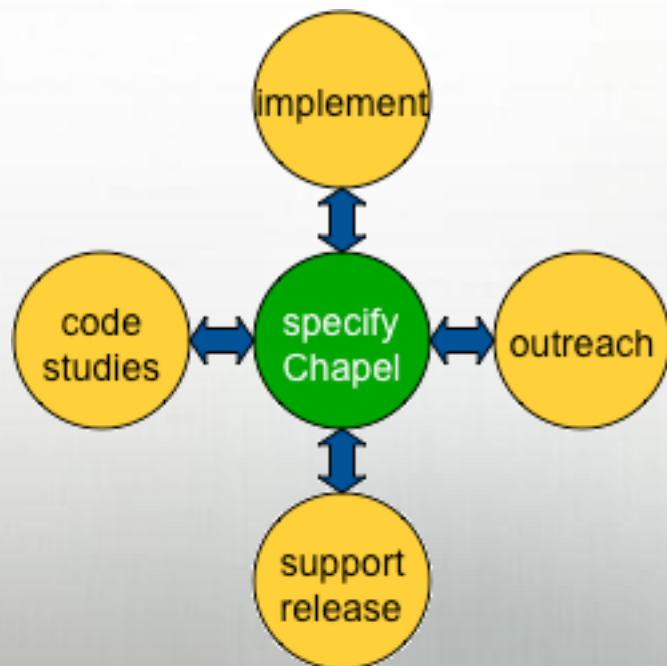 implement
code
studies
specify
Chapel
outreach
support
release